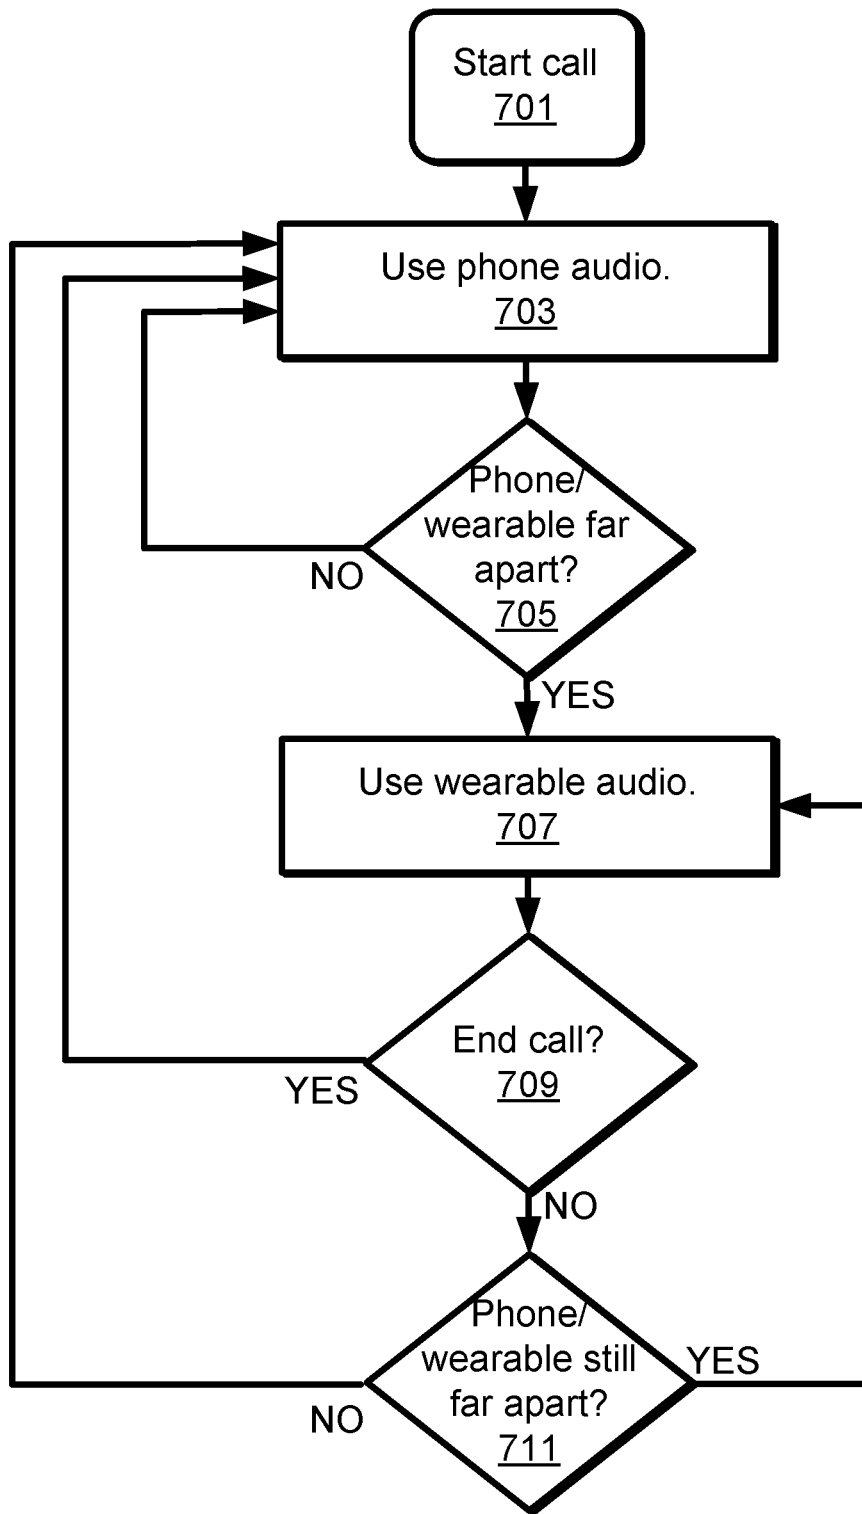 Start call
701
Use phone audio.
703
Phone/
wearable far
apart?
705
NO
YES
Use wearable audio.
707
End call?
709
YES
NO
Phone/
wearable still
far apart?
711
YES
NO